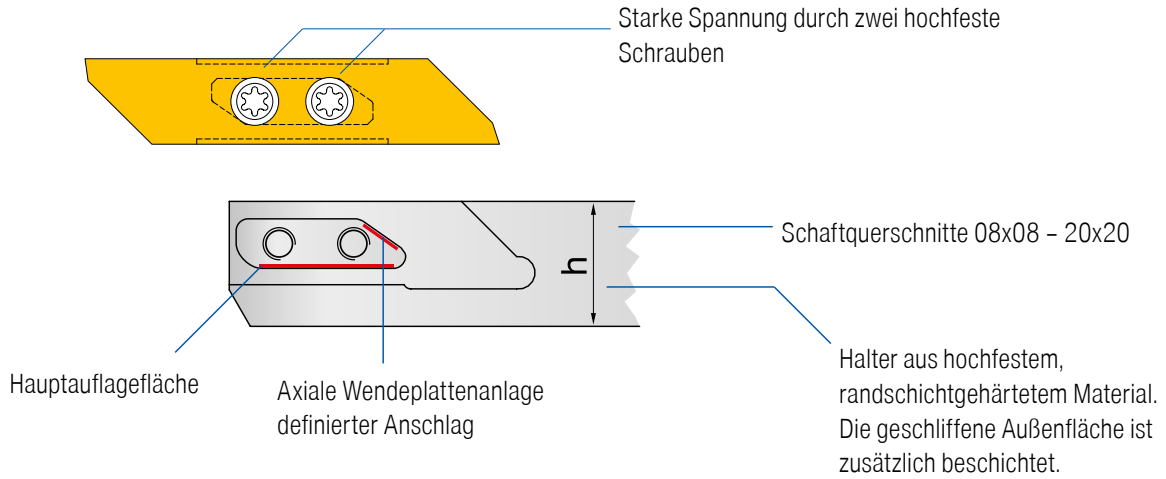 Starke Spannung durch zwei hochfeste
Schrauben
h
Schaftquerschnitte 08x08 – 20x20
Hauptauflagefläche
Axiale Wendeplattenanlage
definierter Anschlag
Halter aus hochfestem,
randschichtgehärtetem Material.
Die geschliffene Außenfläche ist
zusätzlich beschichtet.